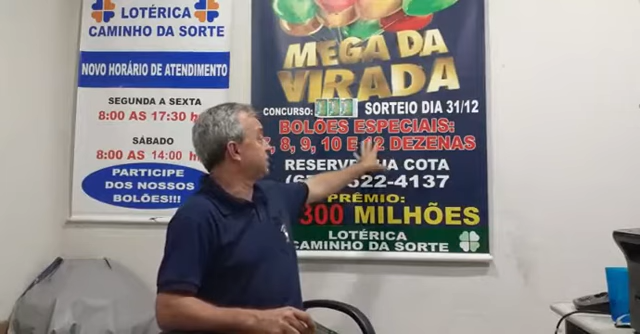 LOTÉRICA
CAMINHO DA SORTE
NOVO HORÁRIO DE ATENDIMENTO
SEGUNDA A SEXTA
8:00 AS 17:30
SÁBADO
8:00 AS 14:00
PARTICIPE
DOS NOSSOS
BOLÕES!!!
MEGA DA
VIRADA
CONCURSO: SORTEIO DIA 31/12
BOLÕES ESPECIAIS:
8, 9, 10 E 12 DEZENAS
RESERVE SUA COTA
522-4137
PRÊMIO:
300 MILHÕES
LOTÉRICA
CAMINHO DA SORTE